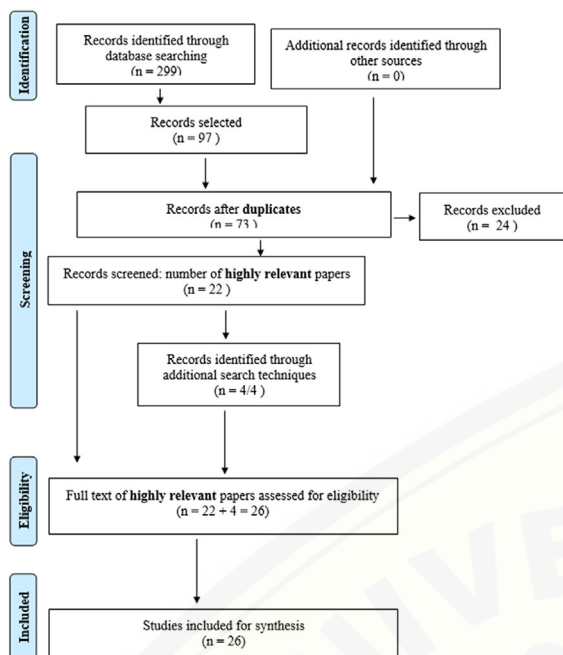 Identification
Records identified through
database searching
(n = 299)
Additional records identified through
other sources
(n = 0)
Records selected
(n = 97 )
Screening
Records after duplicates
(n = 73 )
Records excluded
(n = 24 )
Records screened: number of highly relevant papers
(n = 22 )
Records identified through
additional search techniques
(n = 4/4 )
Eligibility
Full text of highly relevant papers assessed for eligibility
(n = 22 + 4 = 26)
Included
Studies included for synthesis
(n = 26)